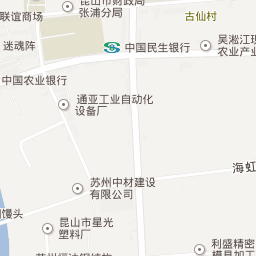 昆山市财政局
张浦分局
联谊商场
古仙村
迷魂阵
中国民生银行
吴淞江现
农业产业
中国农业银行
通亚工业自动化
设备厂
海虹
苏州中材建设
有限公司
馒头
昆山市星光
塑料厂
利盛精密
模具加工